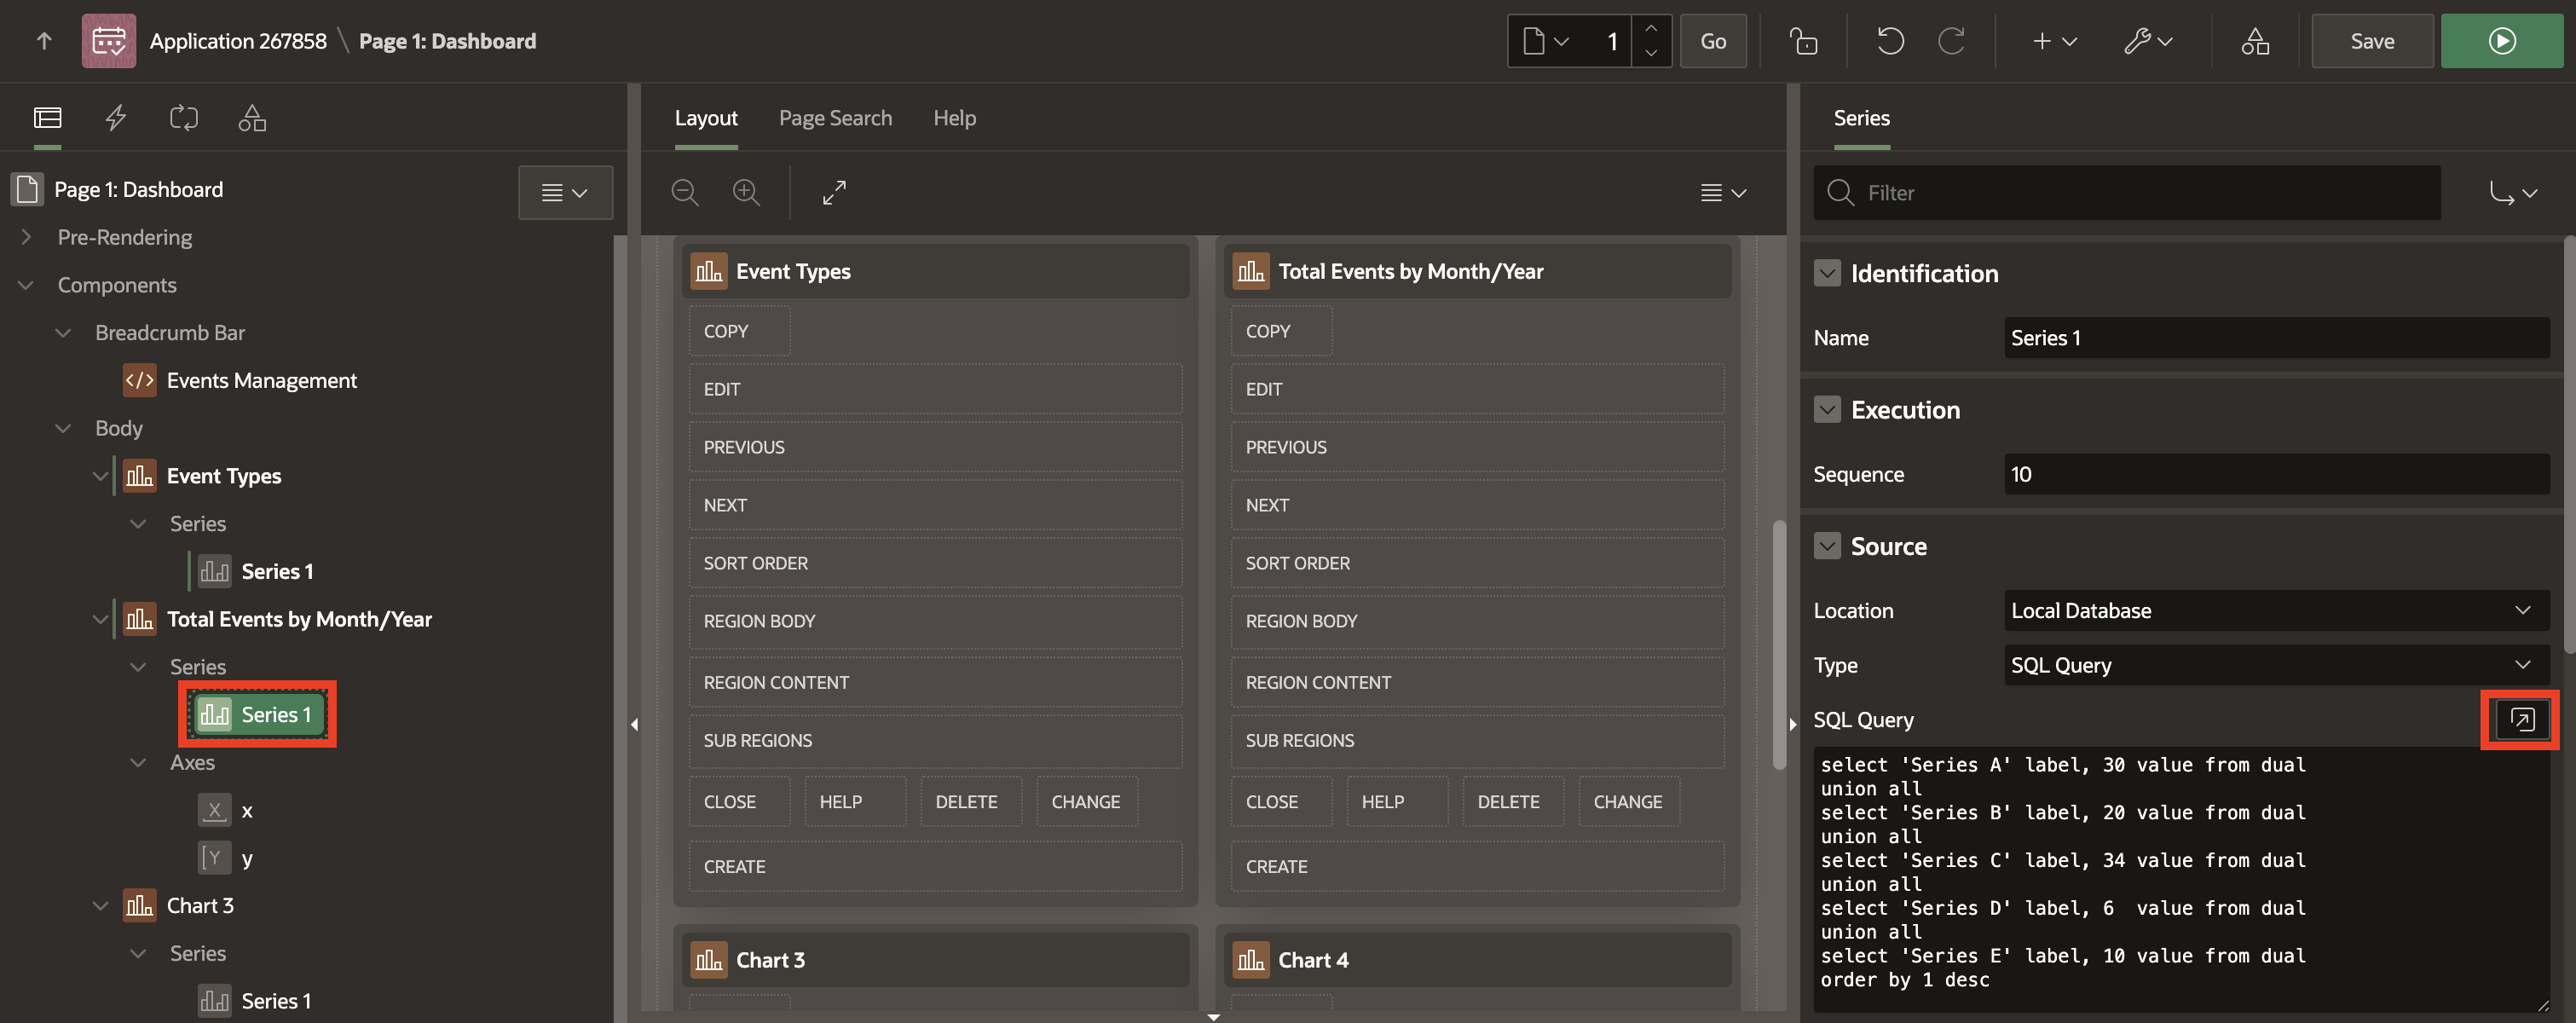 Application 267858 \ Page 1: Dashboard
1
Go
Save
Page 1: Dashboard
Pre-Rendering
Components
Breadcrumb Bar
</> Events Management
Body
Event Types
Series
Series 1
Total Events by Month/Year
Series
Series 1
Axes
X x
Y y
Chart 3
Series
Series 1
Layout Page Search Help
Event Types
COPY
EDIT
PREVIOUS
NEXT
SORT ORDER
REGION BODY
REGION CONTENT
SUB REGIONS
CLOSE HELP DELETE CHANGE
CREATE
Total Events by Month/Year
COPY
EDIT
PREVIOUS
NEXT
SORT ORDER
REGION BODY
REGION CONTENT
SUB REGIONS
CLOSE HELP DELETE CHANGE
CREATE
Chart 3
Chart 4
Series
Filter
Identification
Name Series 1
Execution
Sequence 10
Source
Location Local Database
Type SQL Query
SQL Query
select 'Series A' label, 30 value from dual
union all
select 'Series B' label, 20 value from dual
union all
select 'Series C' label, 34 value from dual
union all
select 'Series D' label, 6  value from dual
union all
select 'Series E' label, 10 value from dual
order by 1 desc